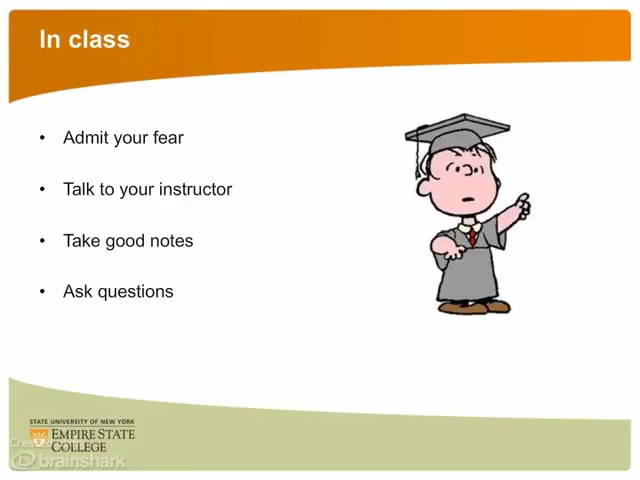 In class
• Admit your fear
• Talk to your instructor
• Take good notes
• Ask questions
STATE UNIVERSITY OF NEW YORK
EMPIRE STATE
COLLEGE
brainshark